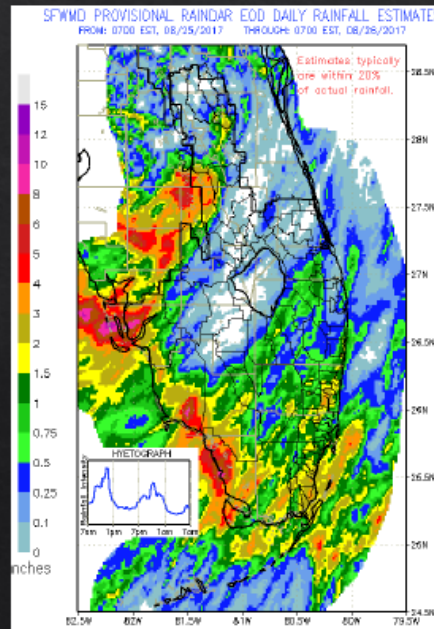 SFWMD PROVISIONAL RAINDAR EOD DAILY RAINFALL ESTIMATE
FROM: 0700 EST, 08/25/2017 THROUGH: 0700 EST, 08/26/2017
Estimates typically
are within 20%
of actual rainfall.
28.5N
28N
27.5N
27N
26.5N
26N
25.5N
25N
24.5N
15
12
10
8
6
5
4
3
2
1.5
1
0.75
0.5
0.25
0.1
0
nches
HYETOGRAPH
Rainfall Intensity
7am 1pm 7pm 1am 7am
82.5W 82W 81.5W 81W 80.5W 80W 79.5W